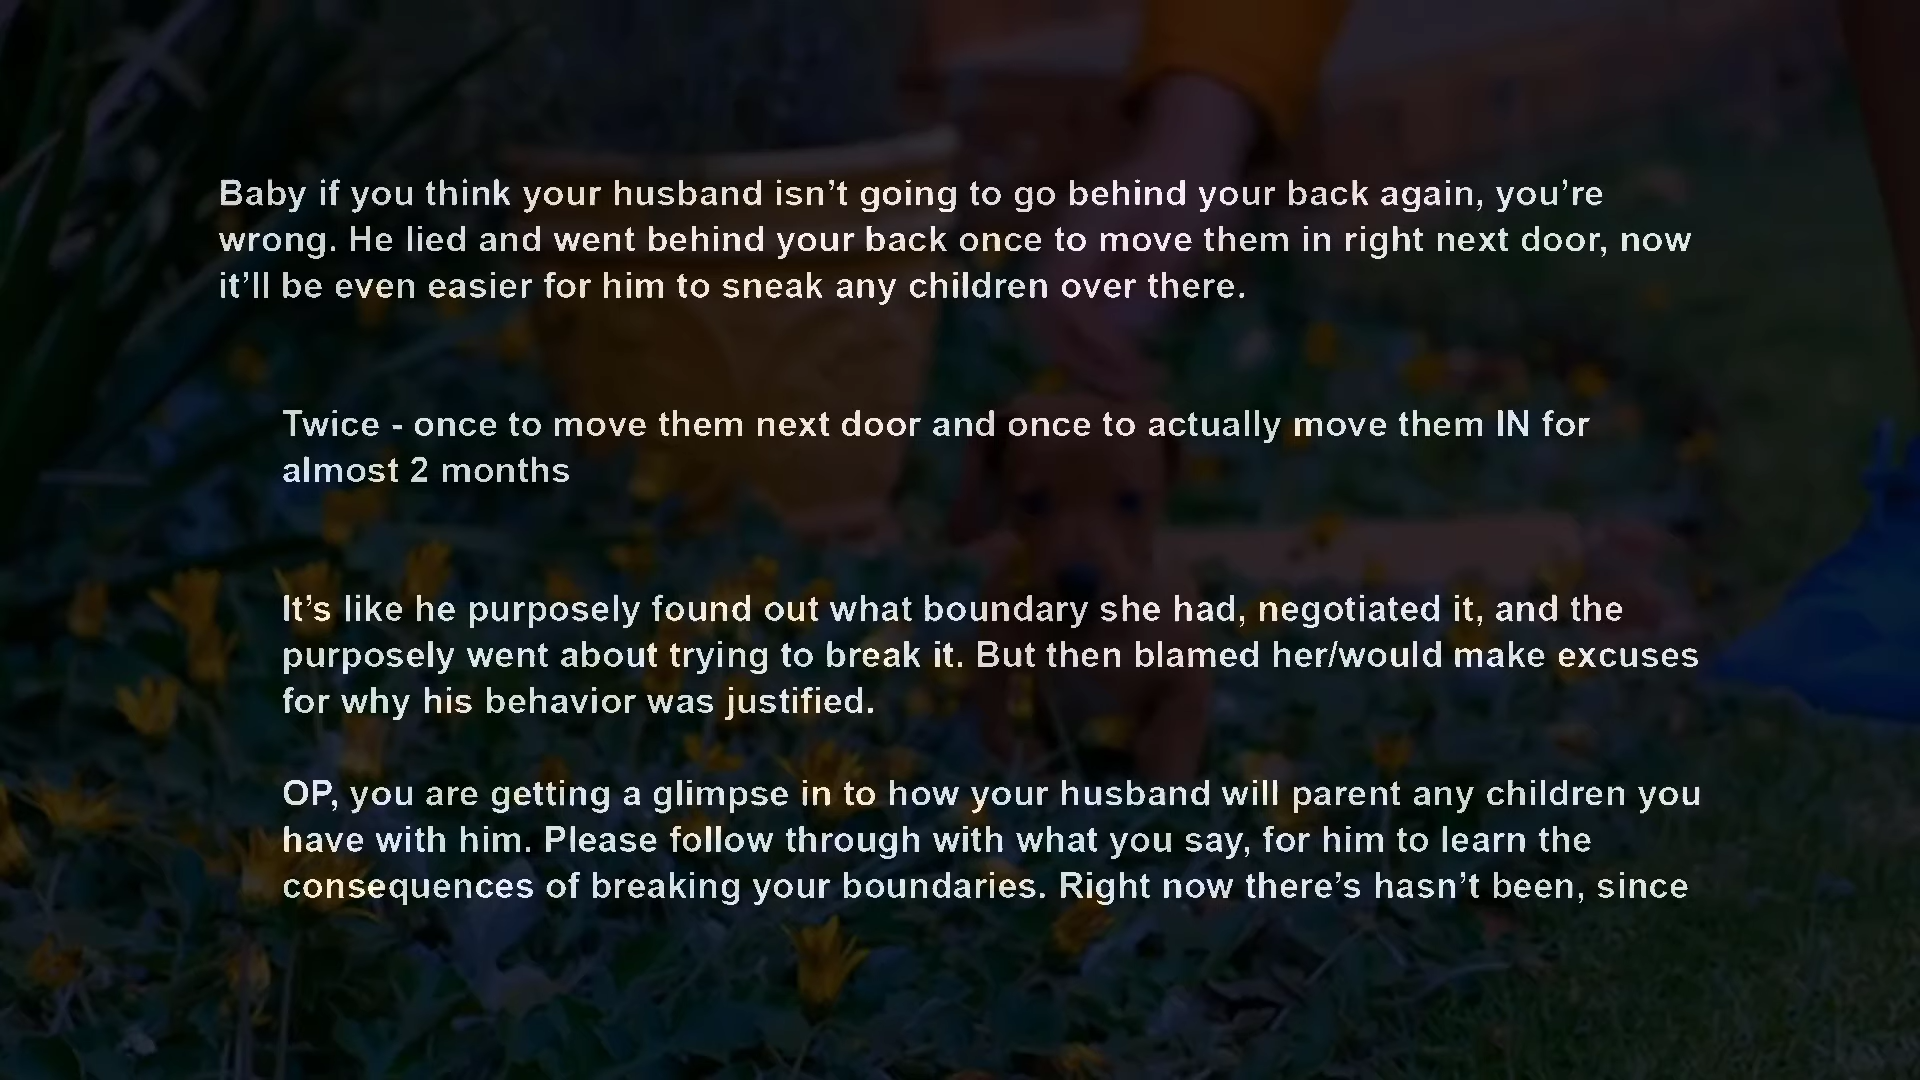 Baby if you think your husband isn’t going to go behind your back again, you’re
wrong. He lied and went behind your back once to move them in right next door, now
it’ll be even easier for him to sneak any children over there.
Twice - once to move them next door and once to actually move them IN for
almost 2 months
It’s like he purposely found out what boundary she had, negotiated it, and the
purposely went about trying to break it. But then blamed her/would make excuses
for why his behavior was justified.
OP, you are getting a glimpse in to how your husband will parent any children you
have with him. Please follow through with what you say, for him to learn the
consequences of breaking your boundaries. Right now there’s hasn’t been, since